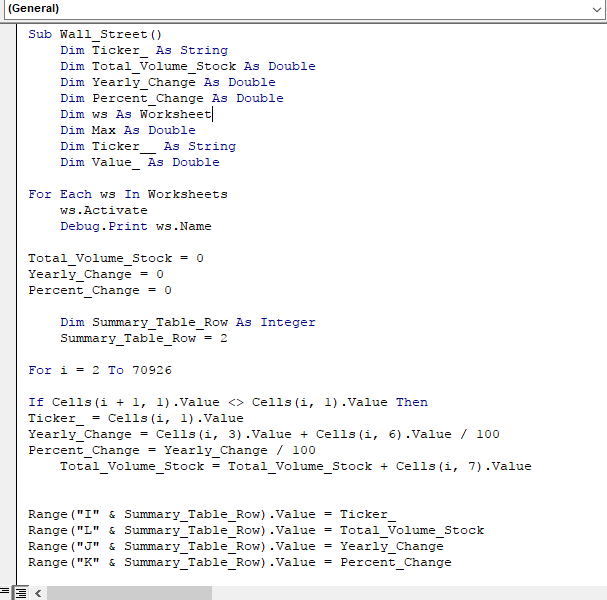 (General)
Sub Wall_Street()
    Dim Ticker_ As String
    Dim Total_Volume_Stock As Double
    Dim Yearly_Change As Double
    Dim Percent_Change As Double
    Dim ws As Worksheet
    Dim Max As Double
    Dim Ticker__ As String
    Dim Value_ As Double
For Each ws In Worksheets
    ws.Activate
    Debug.Print ws.Name
Total_Volume_Stock = 0
Yearly_Change = 0
Percent_Change = 0
    Dim Summary_Table_Row As Integer
    Summary_Table_Row = 2
For i = 2 To 70926
If Cells(i + 1, 1).Value <> Cells(i, 1).Value Then
Ticker_ = Cells(i, 1).Value
Yearly_Change = Cells(i, 3).Value + Cells(i, 6).Value / 100
Percent_Change = Yearly_Change / 100
    Total_Volume_Stock = Total_Volume_Stock + Cells(i, 7).Value
Range("I" & Summary_Table_Row).Value = Ticker_
Range("L" & Summary_Table_Row).Value = Total_Volume_Stock
Range("J" & Summary_Table_Row).Value = Yearly_Change
Range("K" & Summary_Table_Row).Value = Percent_Change